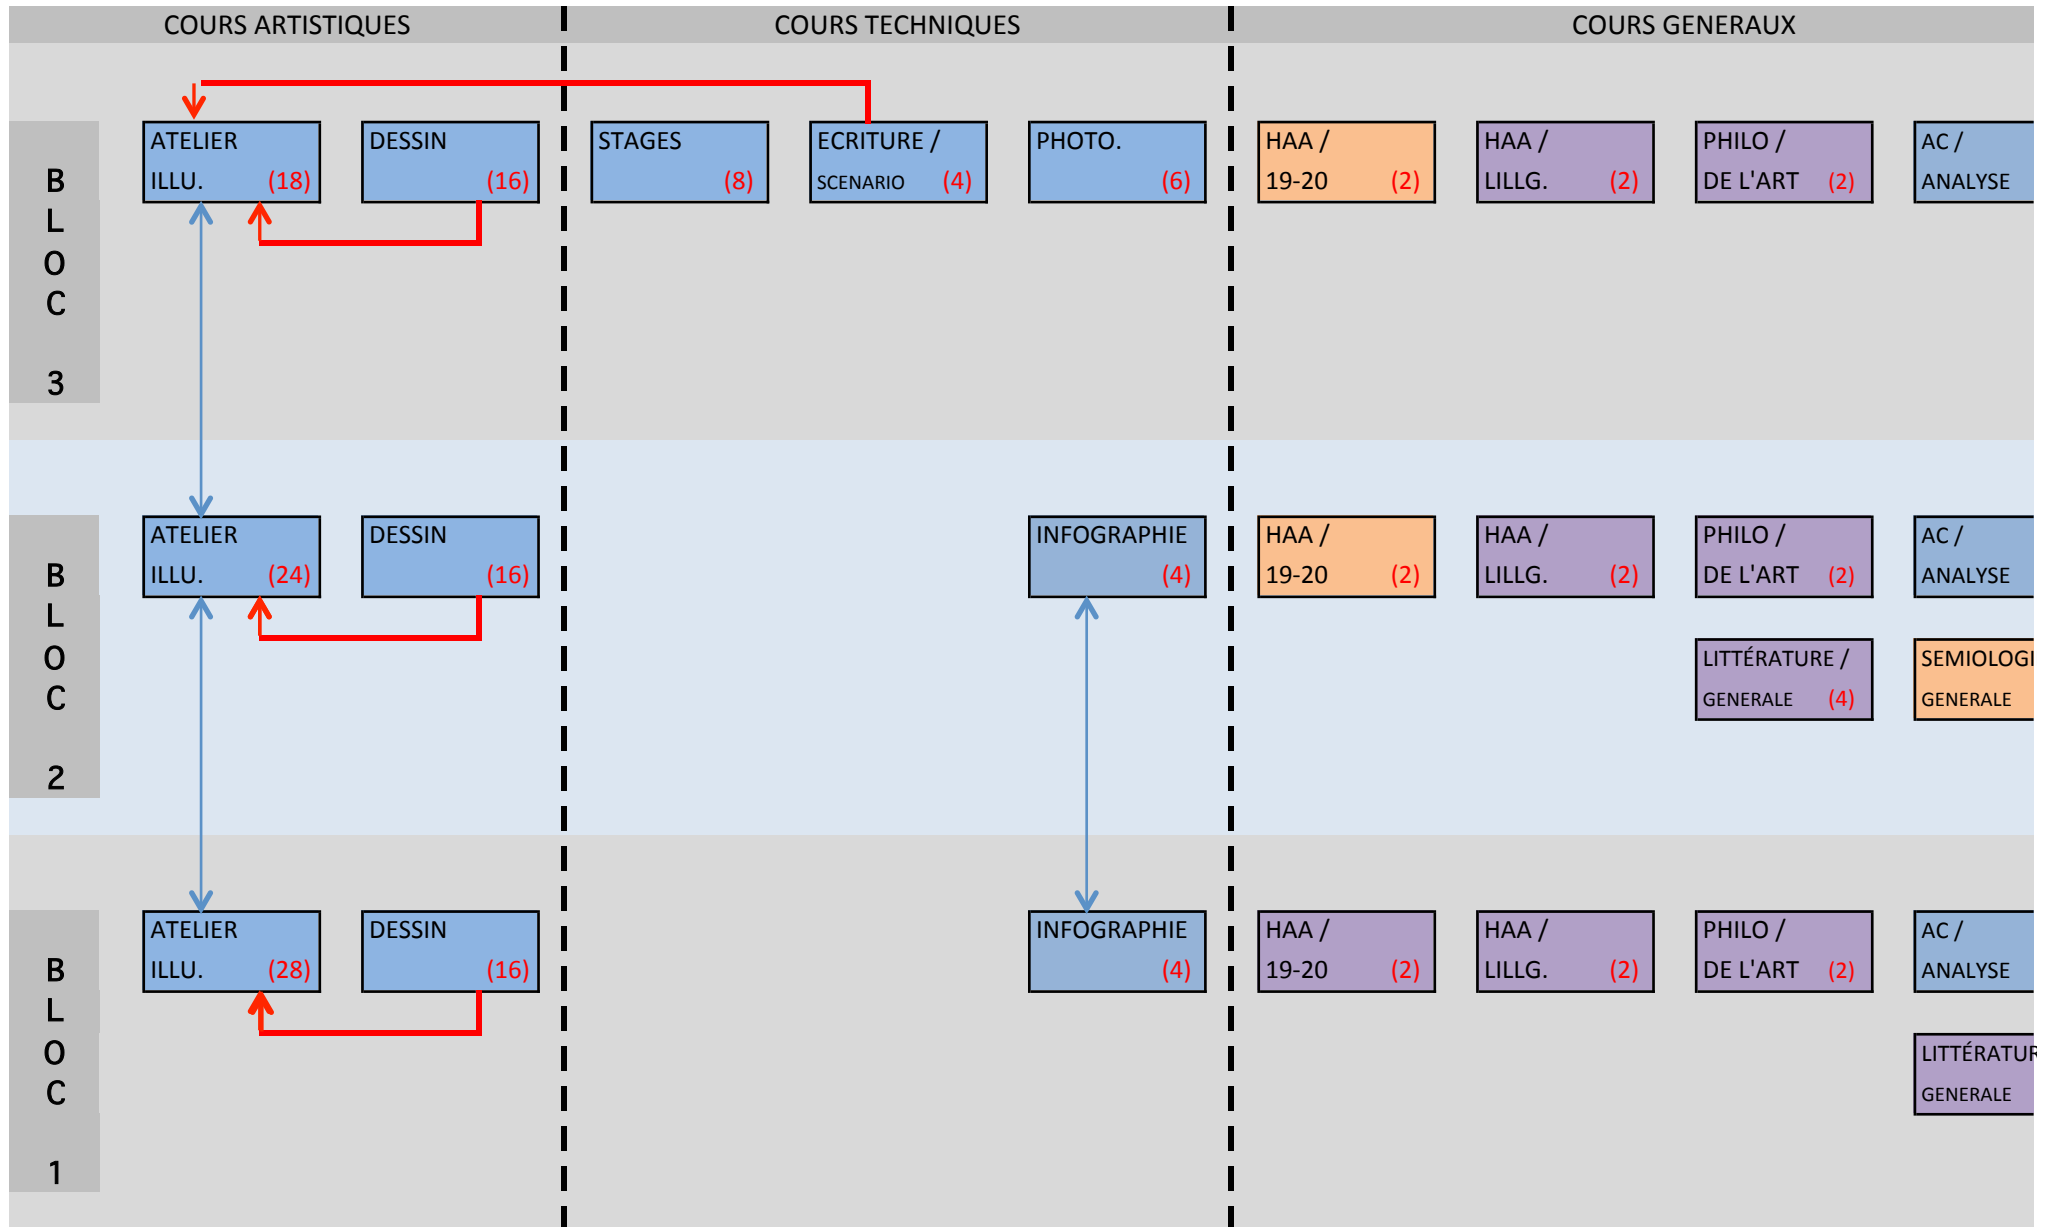 COURS ARTISTIQUES COURS TECHNIQUES COURS GENERAUX
B
L
O
C
3
ATELIER
ILLU. (18)
DESSIN
(16)
STAGES
(8)
ECRITURE /
SCENARIO (4)
PHOTO.
(6)
HAA /
19-20 (2)
HAA /
LILLG. (2)
PHILO /
DE L'ART (2)
AC /
ANALYSE
B
L
O
C
2
ATELIER
ILLU. (24)
DESSIN
(16)
INFOGRAPHIE
(4)
HAA /
19-20 (2)
HAA /
LILLG. (2)
PHILO /
DE L'ART (2)
AC /
ANALYSE
LITTÉRATURE /
GENERALE (4)
SEMIOLOGI
GENERALE
B
L
O
C
1
ATELIER
ILLU. (28)
DESSIN
(16)
INFOGRAPHIE
(4)
HAA /
19-20 (2)
HAA /
LILLG. (2)
PHILO /
DE L'ART (2)
AC /
ANALYSE
LITTÉRATUR
GENERALE